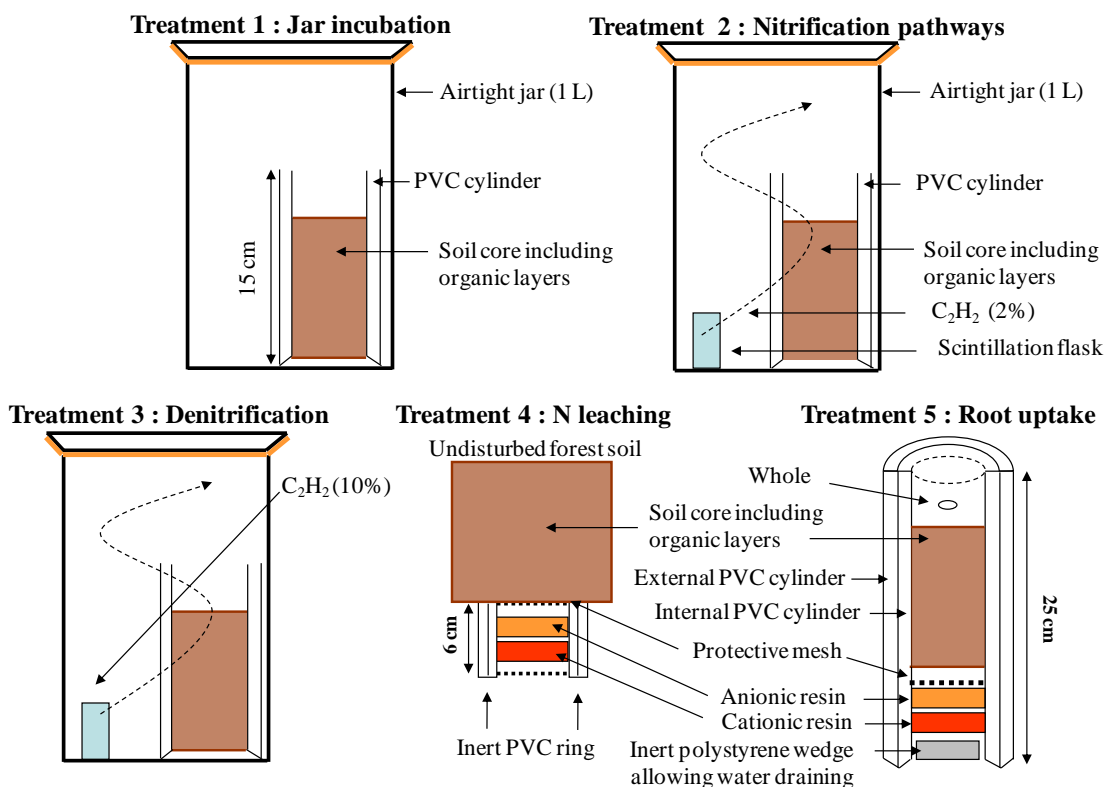 Treatment 1 : Jar incubation
Airtight jar (1 L)
PVC cylinder
Soil core including
organic layers
15 cm
Treatment 2 : Nitrification pathways
Airtight jar (1 L)
PVC cylinder
Soil core including
organic layers
C₂H₂ (2%)
Scintillation flask
Treatment 3 : Denitrification
C₂H₂ (10%)
Treatment 4 : N leaching
Undisturbed forest soil
6 cm
Inert PVC ring
Treatment 5 : Root uptake
Whole
Soil core including
organic layers
External PVC cylinder
Internal PVC cylinder
Protective mesh
Anionic resin
Cationic resin
Inert polystyrene wedge
allowing water draining
25 cm